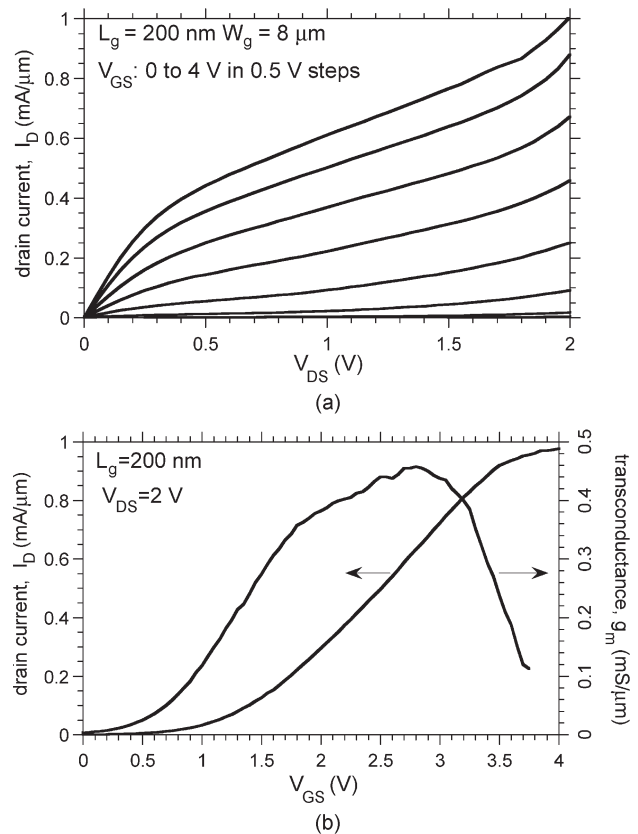 L_g = 200 nm W_g = 8 μm
V_GS: 0 to 4 V in 0.5 V steps
drain current, I_D (mA/μm)
1
0.8
0.6
0.4
0.2
0
0 0.5 1 1.5 2
V_DS (V)
(a)
L_g=200 nm
V_DS=2 V
drain current, I_D (mA/μm)
1
0.8
0.6
0.4
0.2
0
0.5
0.4
0.3
0.2
0.1
0
transconductance, g_m (mS/μm)
0 0.5 1 1.5 2 2.5 3 3.5 4
V_GS (V)
(b)